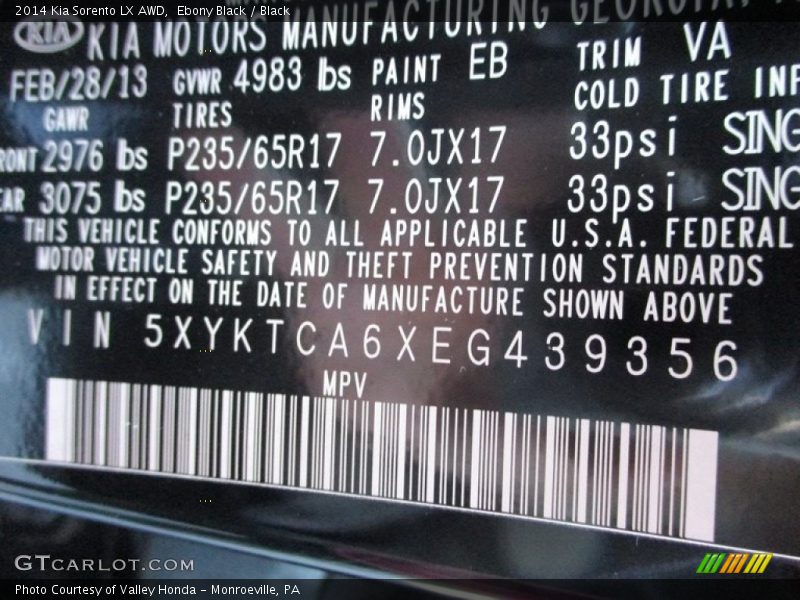 2014 Kia Sorento LX AWD, Ebony Black / Black
KIA KIA MOTORS MANUFACTURING GEORGIA
FEB/28/13 GVWR 4983 lbs PAINT EB TRIM VA
GAWR TIRES RIMS COLD TIRE INF
RONT 2976 lbs P235/65R17 7.0JX17 33psi SING
EAR 3075 lbs P235/65R17 7.0JX17 33psi SING
THIS VEHICLE CONFORMS TO ALL APPLICABLE U.S.A. FEDERAL
MOTOR VEHICLE SAFETY AND THEFT PREVENTION STANDARDS
IN EFFECT ON THE DATE OF MANUFACTURE SHOWN ABOVE
VIN 5XYKTCA6XEG439356
MPV
GTCARLOT.COM
Photo Courtesy of Valley Honda - Monroeville, PA